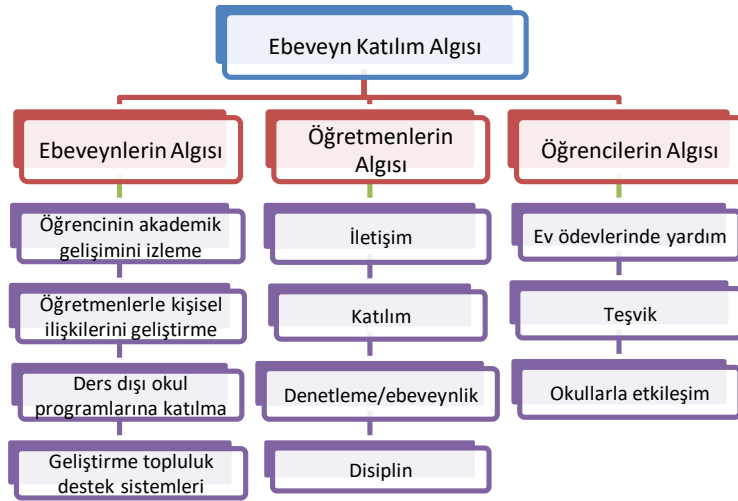 Ebeveyn Katılım Algısı
Ebeveynlerin Algısı
Öğrencinin akademik
gelişimini izleme
Öğretmenlerle kişisel
ilişkilerini geliştirme
Ders dışı okul
programlarına katılma
Geliştirme topluluk
destek sistemleri
Öğretmenlerin
Algısı
İletişim
Katılım
Denetleme/ebeveynlik
Disiplin
Öğrencilerin Algısı
Ev ödevlerinde yardım
Teşvik
Okullarla etkileşim